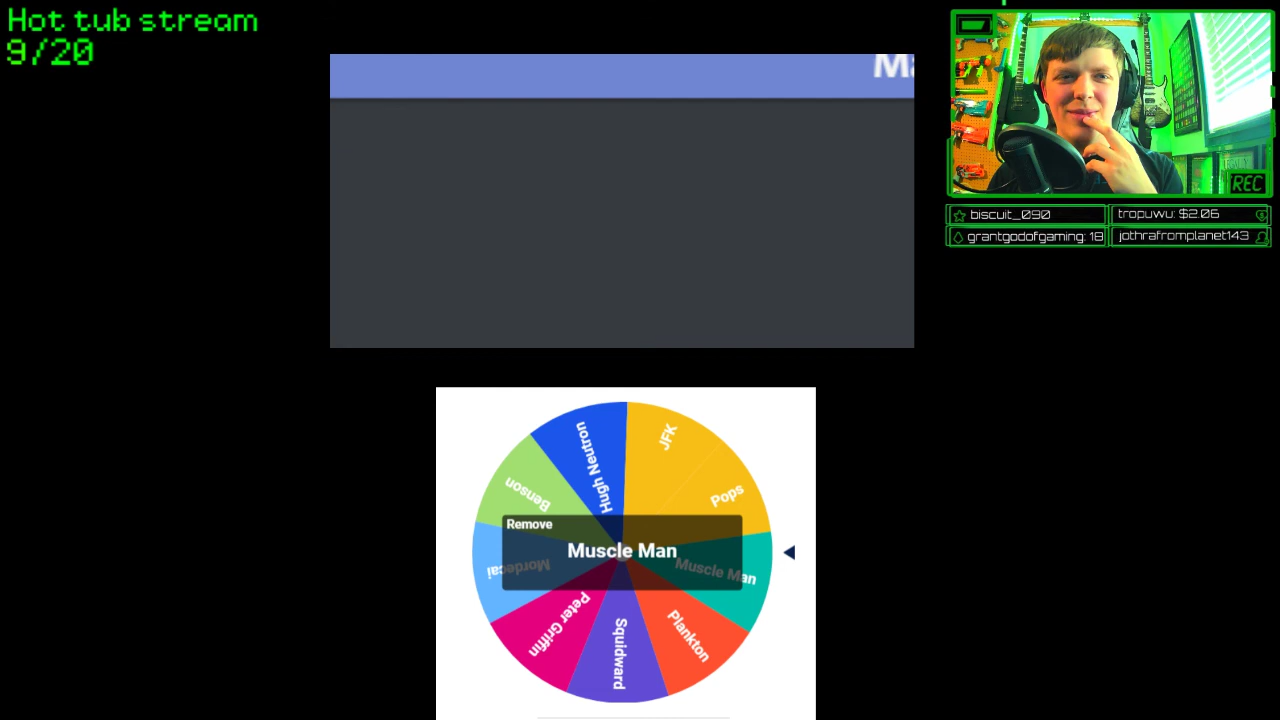 Hot tub stream
9/20
Ma
REC
biscuit_090
tropuwu: $2.06
grantgodofgaming: 18
jothrafromplanet143
Hugh Neutron
JFK
Benson
Pops
Remove
Muscle Man
Mordecai
Muscle Man
Peter Griffin
Squidward
Plankton